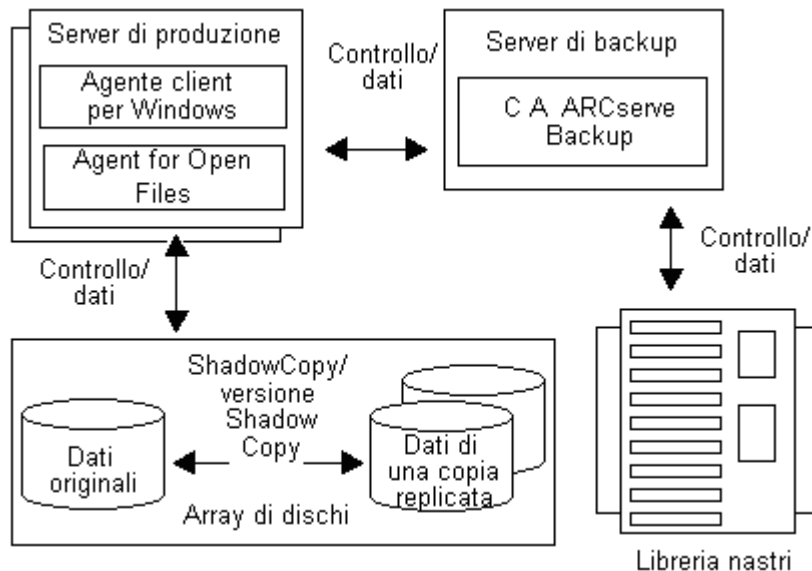 Server di produzione
Agente client
per Windows
Agent for Open
Files
Controllo/
dati
Server di backup
C A ARCserve
Backup
Controllo/
dati
Controllo/
dati
ShadowCopy/
versione
Shadow
Copy
Dati
originali
Dati di
una copia
replicata
Array di dischi
Libreria nastri